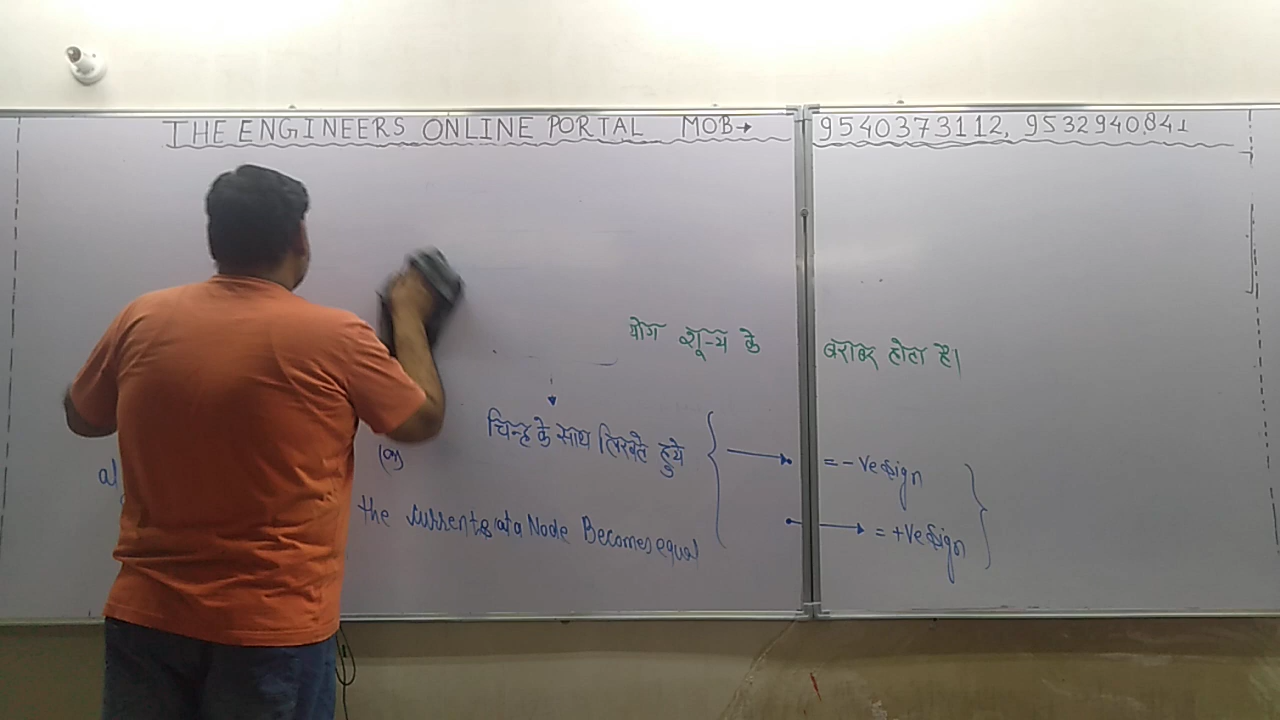 THE ENGINEERS ONLINE PORTAL MOB→ 9540373112, 9532940841
योग शून्य के बराबर होता है।
चिन्ह के साथ लिखते हुये
= -Ve sign
(or)
the currents at a Node Becomes equal
= +Ve sign